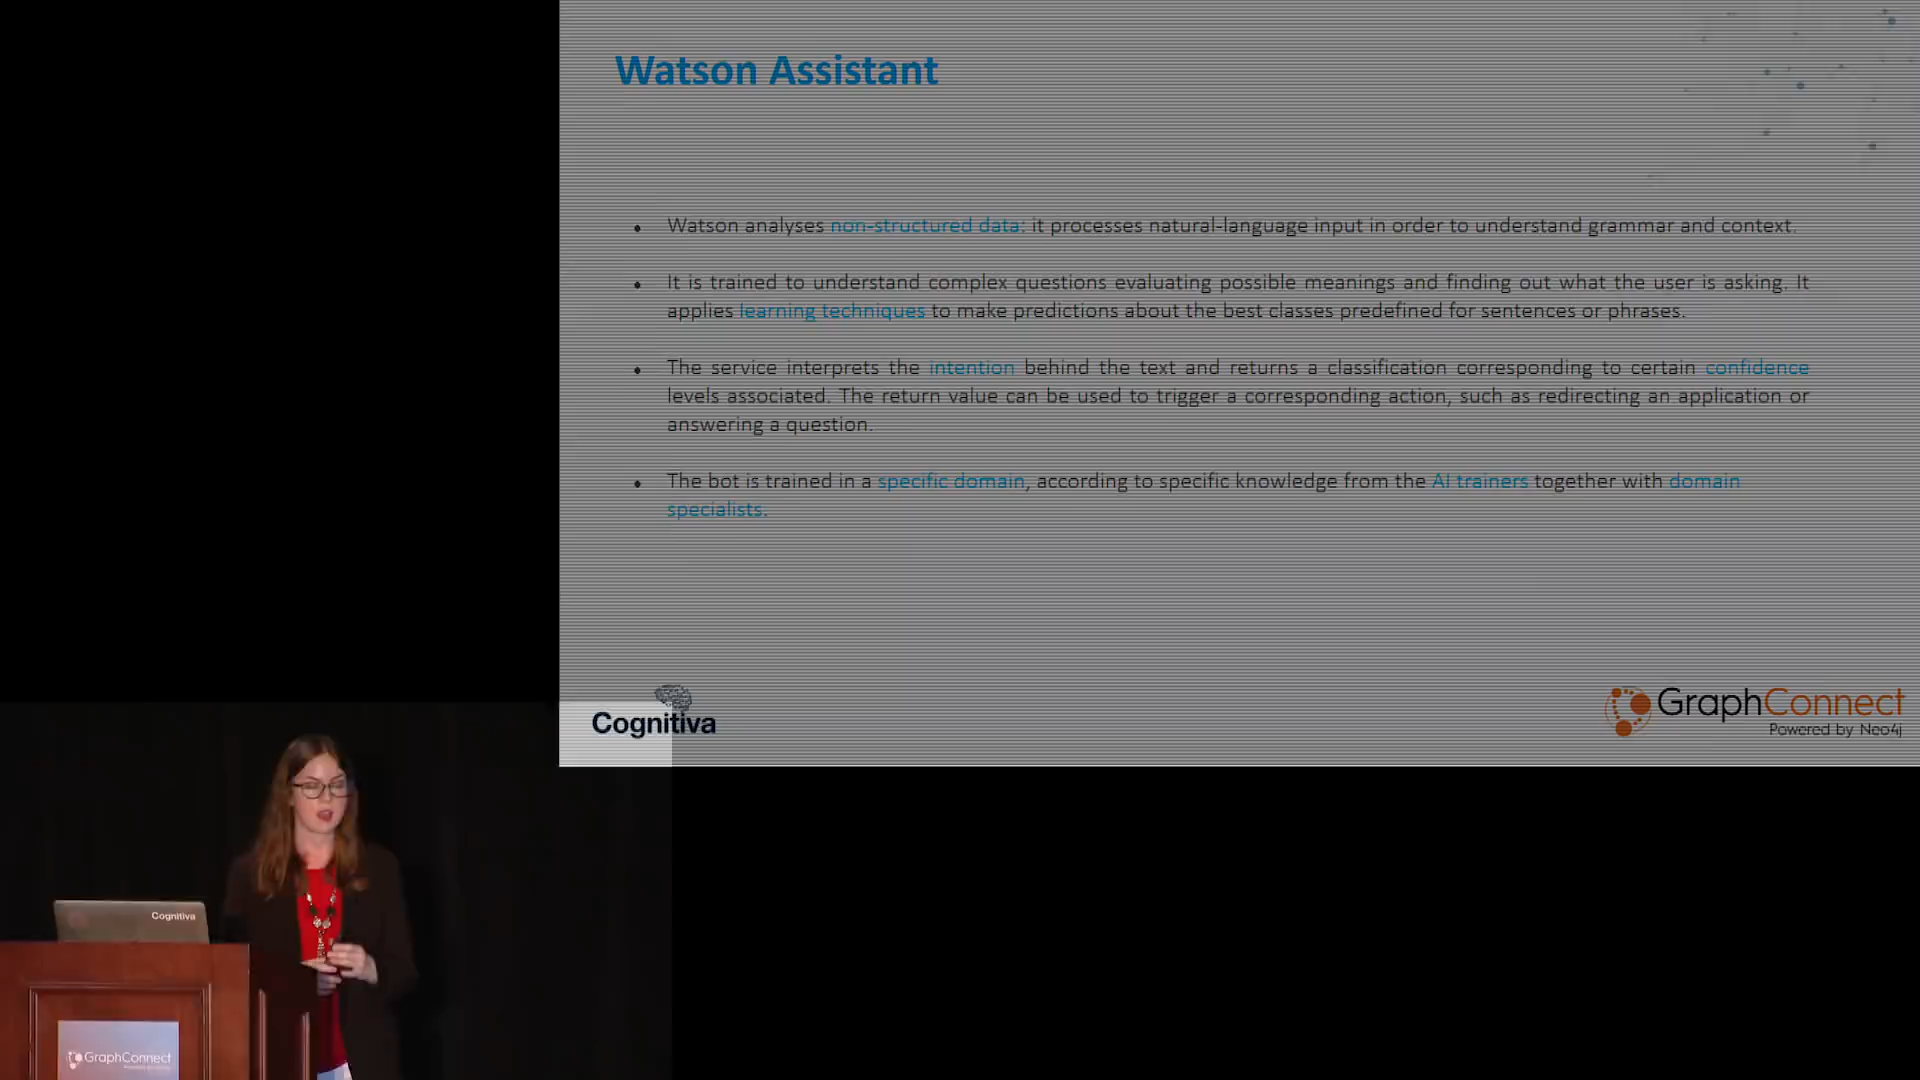 Watson Assistant
• Watson analyses non-structured data: it processes natural-language input in order to understand grammar and context.
• It is trained to understand complex questions evaluating possible meanings and finding out what the user is asking. It
applies learning techniques to make predictions about the best classes predefined for sentences or phrases.
• The service interprets the intention behind the text and returns a classification corresponding to certain confidence
levels associated. The return value can be used to trigger a corresponding action, such as redirecting an application or
answering a question.
• The bot is trained in a specific domain, according to specific knowledge from the AI trainers together with domain
specialists.
Cognitiva
GraphConnect
Powered by Neo4j
Cognitiva
GraphConnect